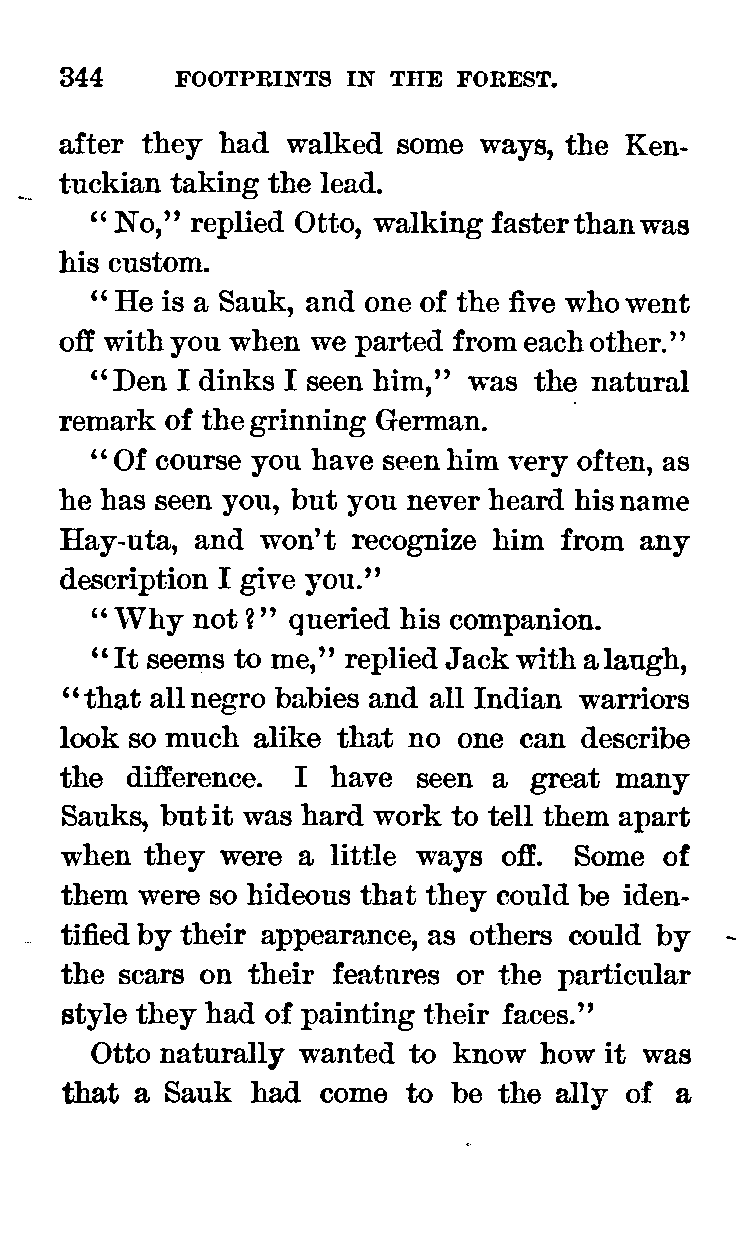 344 FOOTPRINTS IN THE FOREST.
after they had walked some ways, the Ken-
tuckian taking the lead.
“No,” replied Otto, walking faster than was
his custom.
“He is a Sauk, and one of the five who went
off with you when we parted from each other.”
“Den I dinks I seen him,” was the natural
remark of the grinning German.
“Of course you have seen him very often, as
he has seen you, but you never heard his name
Hay-uta, and won’t recognize him from any
description I give you.”
“Why not?” queried his companion.
“It seems to me,” replied Jack with a laugh,
“that all negro babies and all Indian warriors
look so much alike that no one can describe
the difference. I have seen a great many
Sauks, but it was hard work to tell them apart
when they were a little ways off. Some of
them were so hideous that they could be iden-
tified by their appearance, as others could by
the scars on their features or the particular
style they had of painting their faces.”
Otto naturally wanted to know how it was
that a Sauk had come to be the ally of a